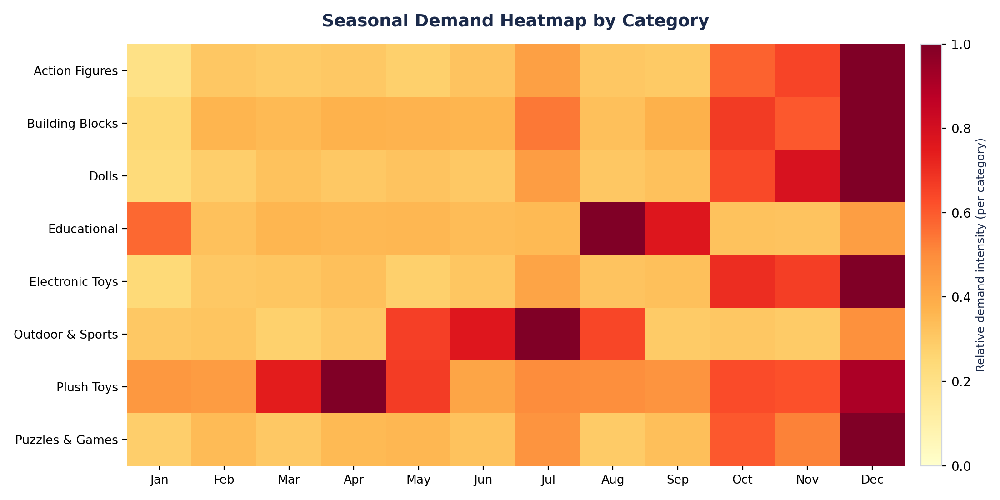 Seasonal Demand Heatmap by Category
Action Figures
Building Blocks
Dolls
Educational
Electronic Toys
Outdoor & Sports
Plush Toys
Puzzles & Games
Jan Feb Mar Apr May Jun Jul Aug Sep Oct Nov Dec
1.0
0.8
0.6
0.4
0.2
0.0
Relative demand intensity (per category)